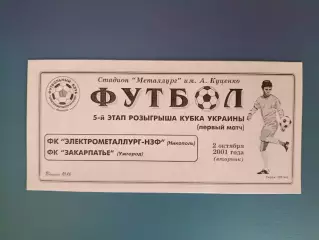 Стадион "Металлург" им. А. Куценко
ФУТБОЛ
5-й ЭТАП РОЗЫГРЫША КУБКА УКРАИНЫ
(первый матч)
ФК "ЭЛЕКТРОМЕТАЛЛУРГ-НЗФ" (Никополь)
ФК "ЗАКАРПАТЬЕ" (Ужгород)
2 октября
2001 года
(вторник)